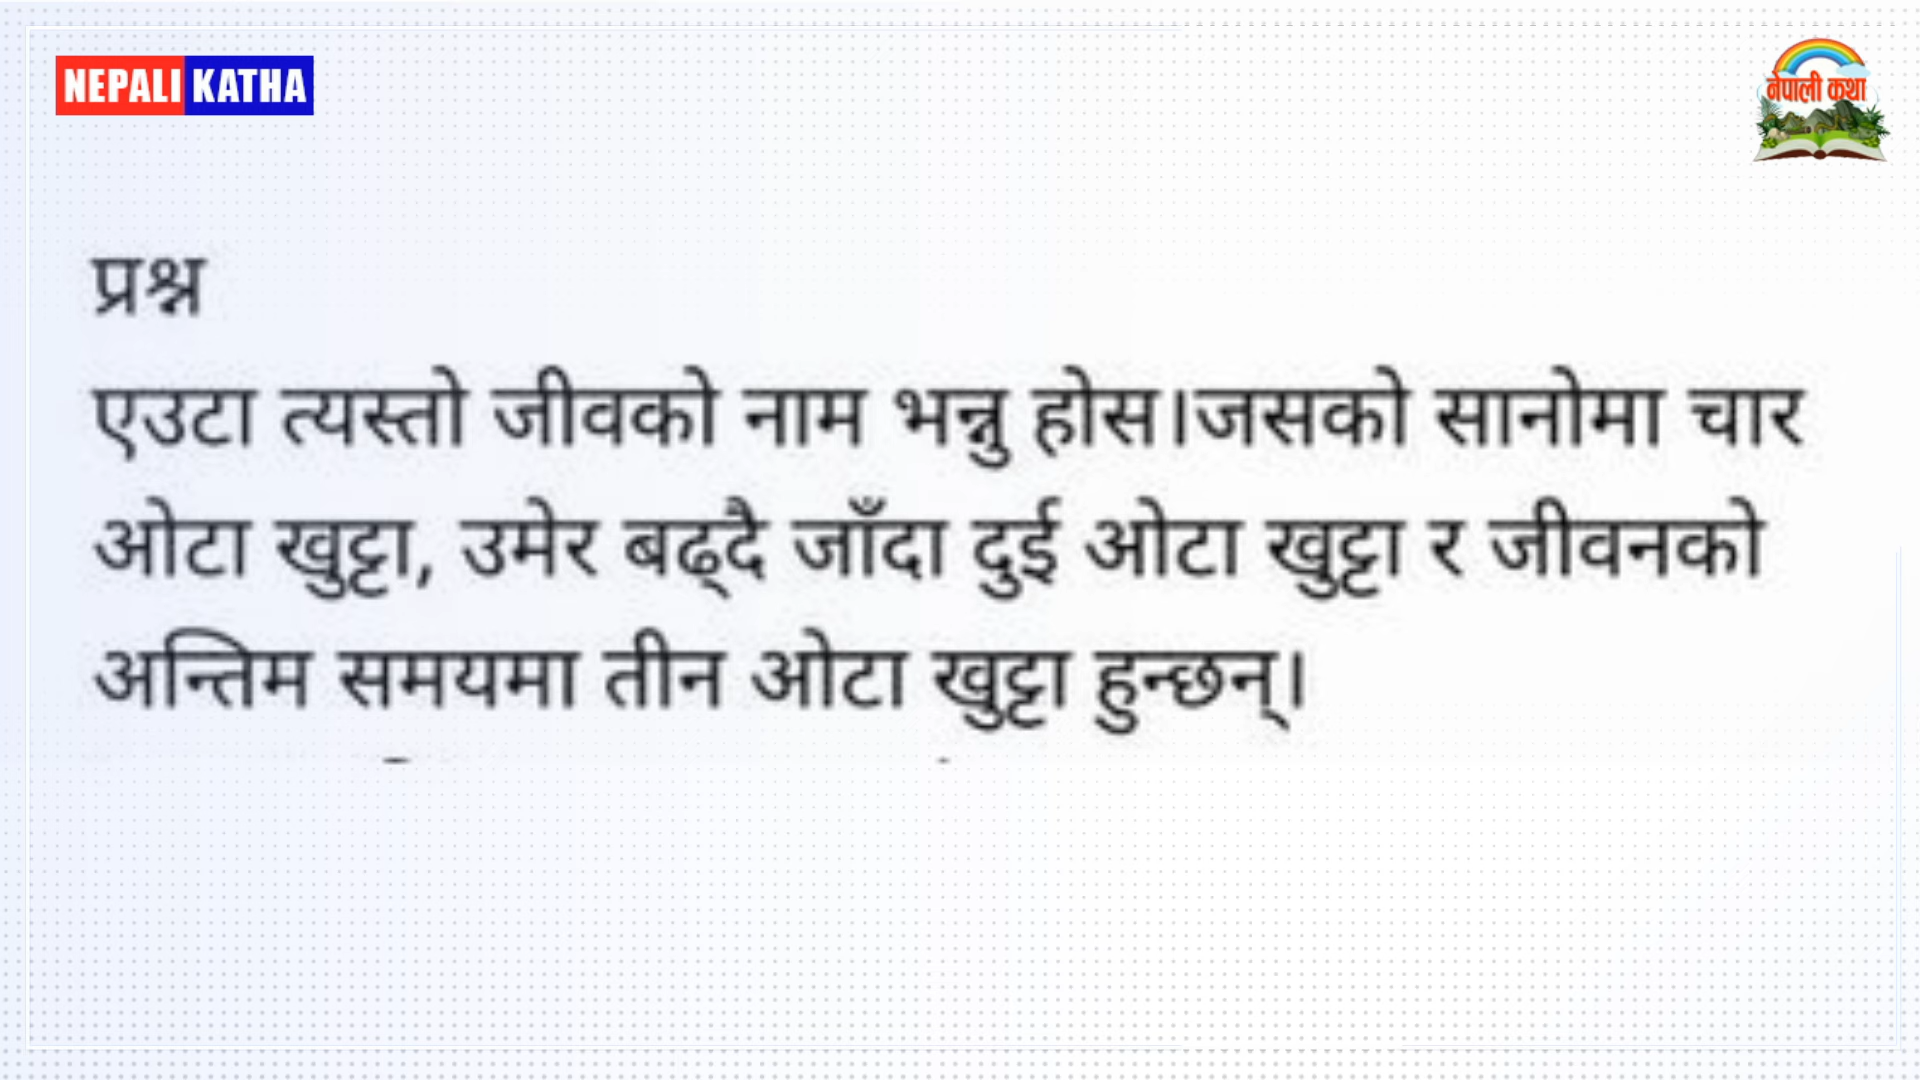 NEPALI KATHA
नेपाली कथा
प्रश्न
एउटा त्यस्तो जीवको नाम भन्नु होस।जसको सानोमा चार
ओटा खुट्टा, उमेर बढ्दै जाँदा दुई ओटा खुट्टा र जीवनको
अन्तिम समयमा तीन ओटा खुट्टा हुन्छन्।